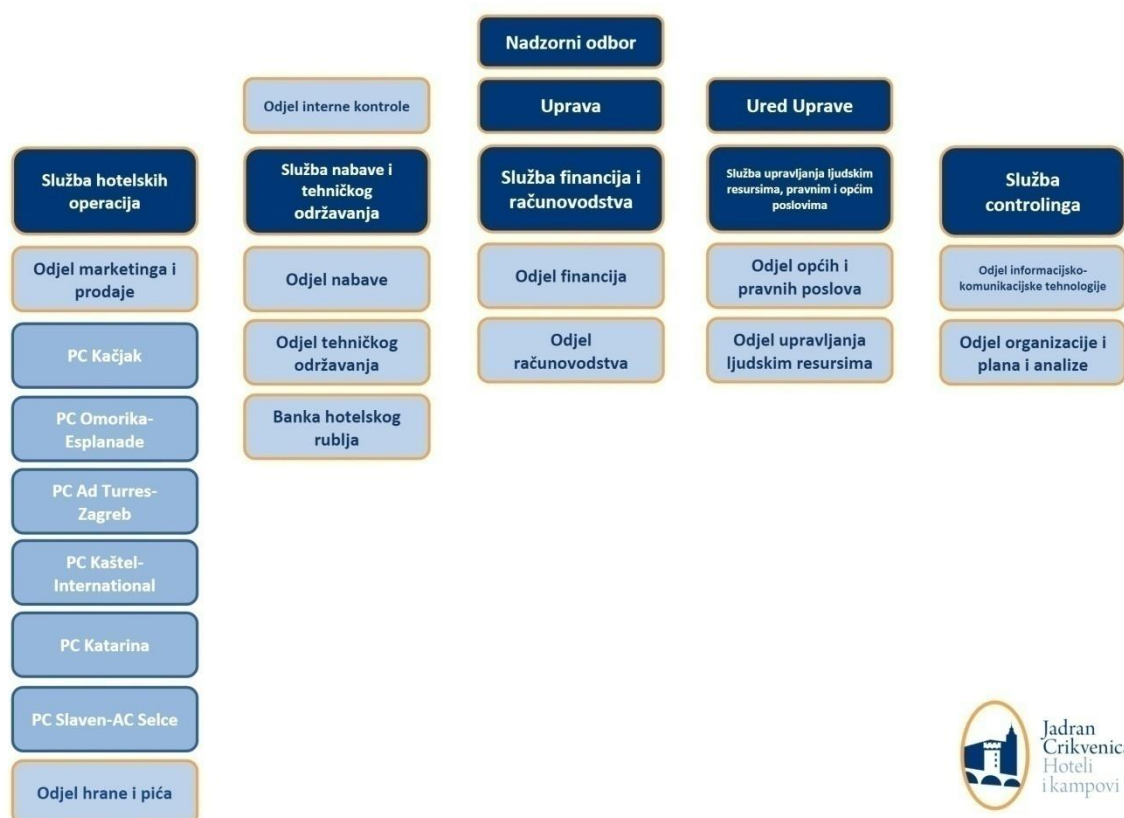 Nadzorni odbor
Odjel interne kontrole
Uprava
Ured Uprave
Služba hotelskih
operacija
Služba nabave i
tehničkog
održavanja
Služba financija i
računovodstva
Služba upravljanja ljudskim
resursima, pravnim i općim
poslovima
Služba
controlinga
Odjel marketinga i
prodaje
Odjel nabave
Odjel financija
Odjel općih i
pravnih poslova
Odjel informacijsko-
komunikacijske tehnologije
PC Kačjak
Odjel tehničkog
održavanja
Odjel
računovodstva
Odjel upravljanja
ljudskim resursima
Odjel organizacije i
plana i analize
PC Omorika-
Esplanade
Banka hotelskog
rublja
PC Ad Turres-
Zagreb
PC Kaštel-
International
PC Katarina
PC Slaven-AC Selce
Odjel hrane i pića
Jadran
Crikvenica
Hoteli
i kampovi